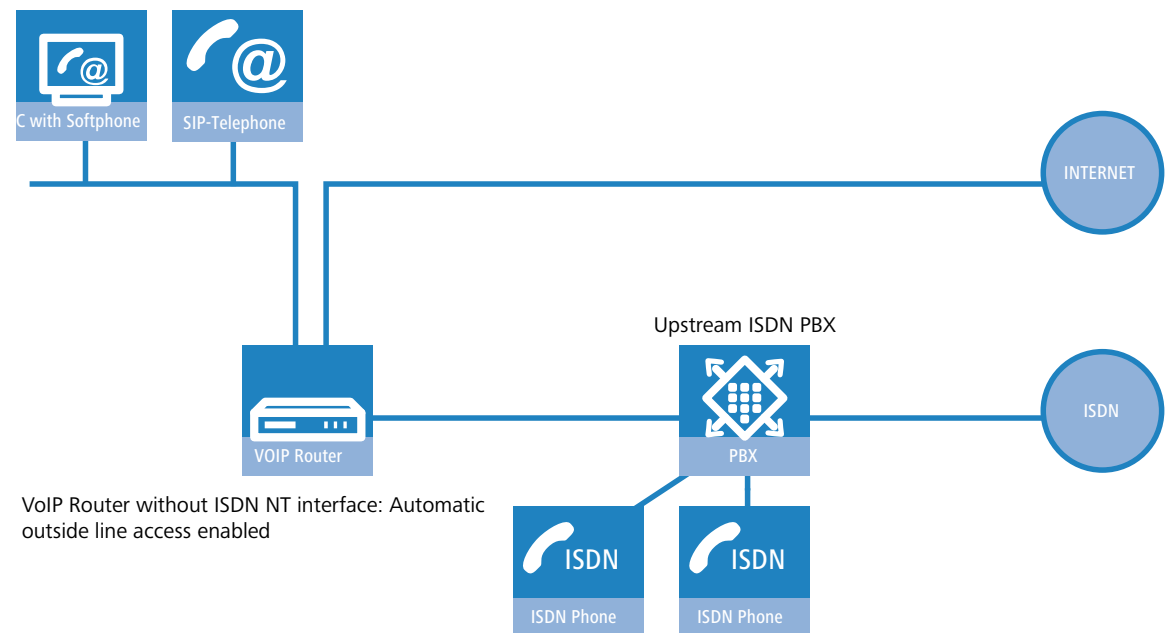 @
@
C with Softphone
SIP-Telephone
INTERNET
Upstream ISDN PBX
ISDN
VOIP Router
PBX
VoIP Router without ISDN NT interface: Automatic
outside line access enabled
ISDN
ISDN
ISDN Phone
ISDN Phone